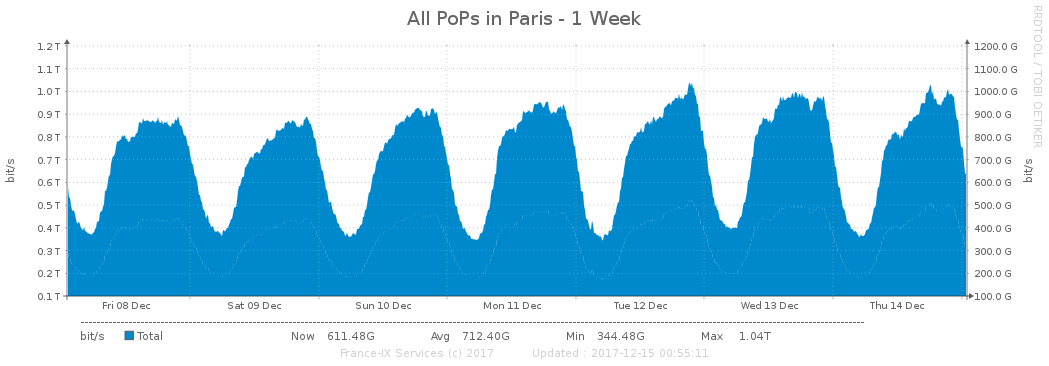 All PoPs in Paris - 1 Week
RRDTOOL / TOBI OETIKER
bit/s
1.2 T
1.1 T
1.0 T
0.9 T
0.8 T
0.7 T
0.6 T
0.5 T
0.4 T
0.3 T
0.2 T
0.1 T
1200.0 G
1100.0 G
1000.0 G
900.0 G
800.0 G
700.0 G
600.0 G
500.0 G
400.0 G
300.0 G
200.0 G
100.0 G
bit/s
Fri 08 Dec Sat 09 Dec Sun 10 Dec Mon 11 Dec Tue 12 Dec Wed 13 Dec Thu 14 Dec
bit/s Total Now 611.48G Avg 712.40G Min 344.48G Max 1.04T
France-IX Services (c) 2017 Updated : 2017-12-15 00:55:11